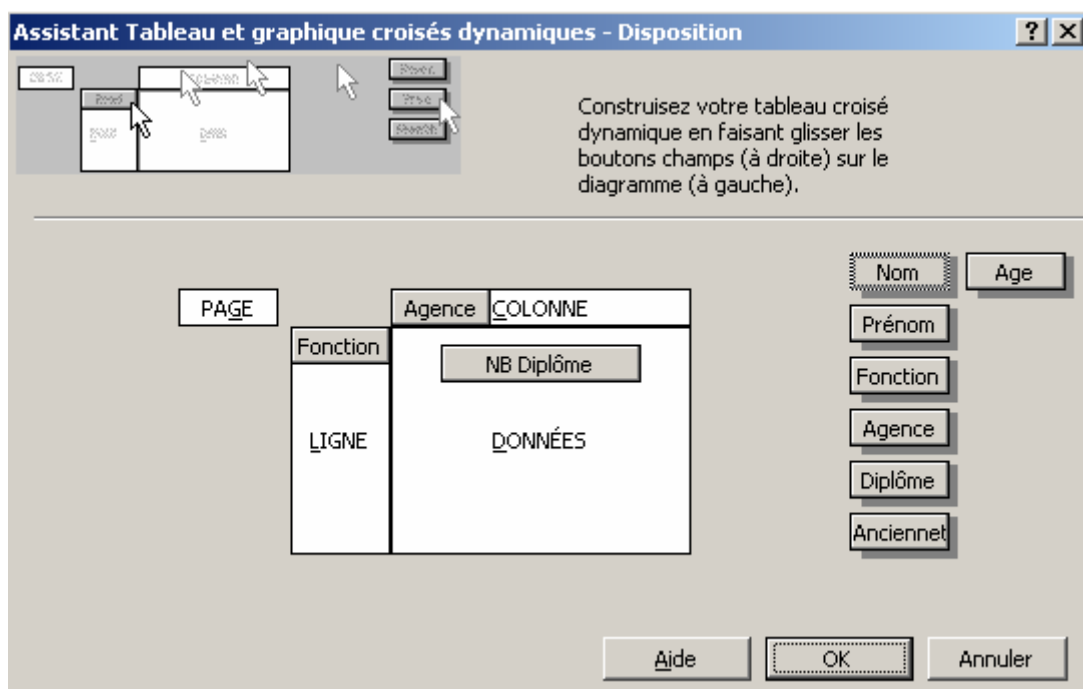 Assistant Tableau et graphique croisés dynamiques - Disposition
Construisez votre tableau croisé
dynamique en faisant glisser les
boutons champs (à droite) sur le
diagramme (à gauche).
PAGE
Agence COLONNE
Fonction
NB Diplôme
LIGNE
DONNÉES
Nom
Age
Prénom
Fonction
Agence
Diplôme
Anciennet
Aide
OK
Annuler